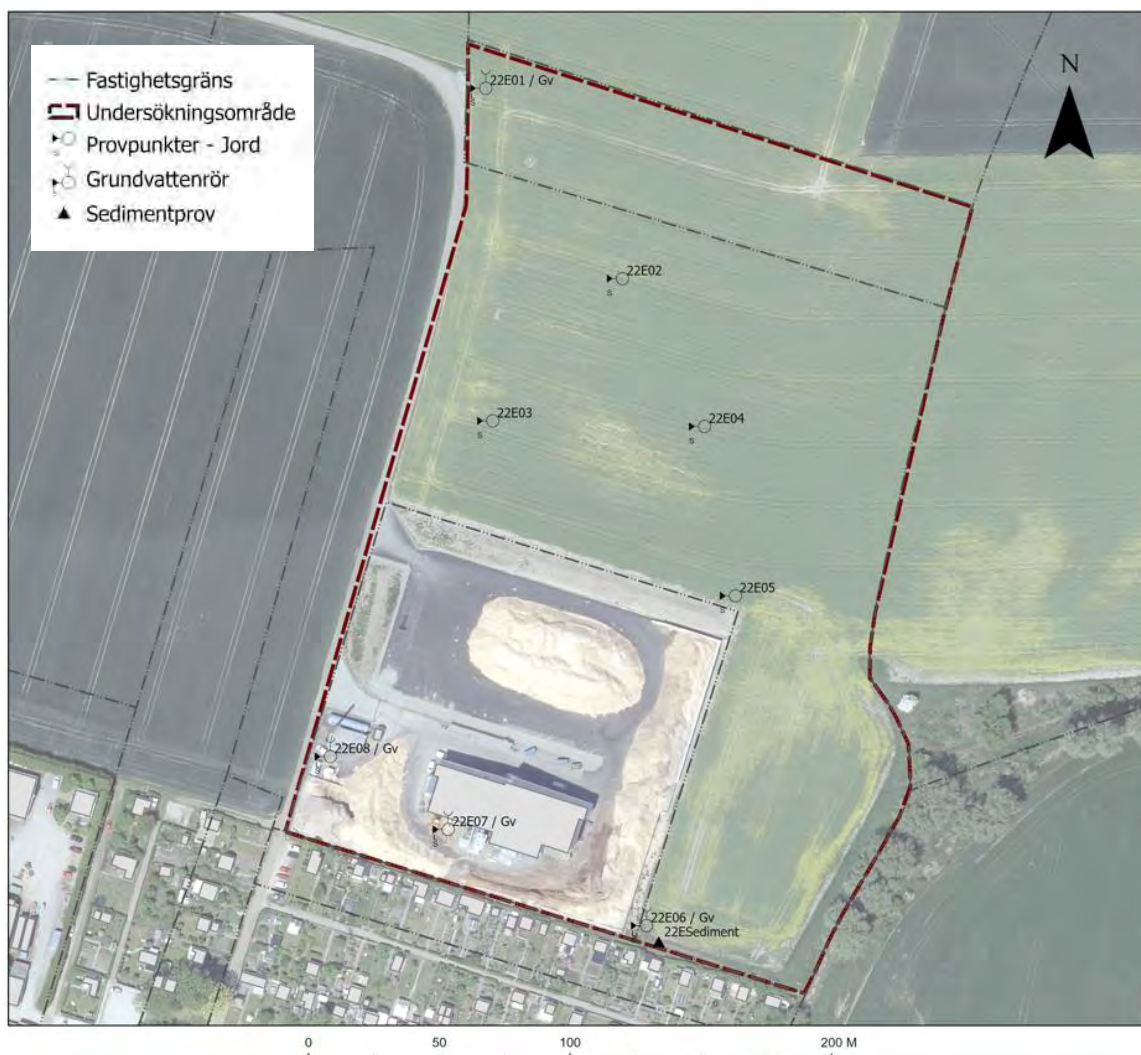 Fastighetsgräns
Undersökningsområde
Provpunkter - Jord
S
Grundvattenrör
Sedimentprov
N
22E01 / Gv
22E02
S
22E03
S
22E04
S
22E05
S
22E08 / Gv
22E07 / Gv
22E06 / Gv
22ESediment
0 50 100 200 M